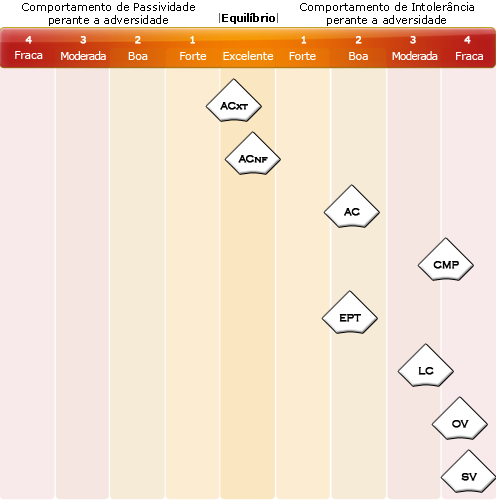 Comportamento de Passividade
perante a adversidade
|Equilíbrio|
Comportamento de Intolerância
perante a adversidade
4 3 2 1 1 2 3 4
Fraca Moderada Boa Forte Excelente Forte Boa Moderada Fraca
ACXT
ACNF
AC
CMP
EPT
LC
OV
SV